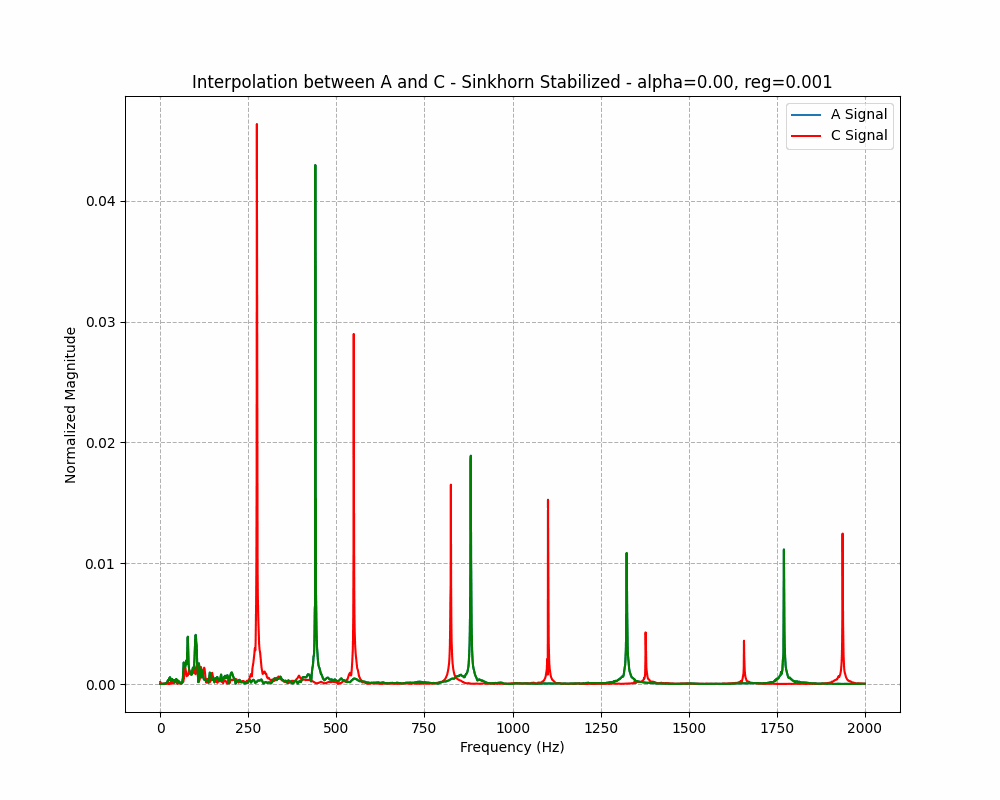 Interpolation between A and C - Sinkhorn Stabilized - alpha=0.00, reg=0.001
A Signal
C Signal
0.04
0.03
0.02
0.01
0.00
Normalized Magnitude
0 250 500 750 1000 1250 1500 1750 2000
Frequency (Hz)